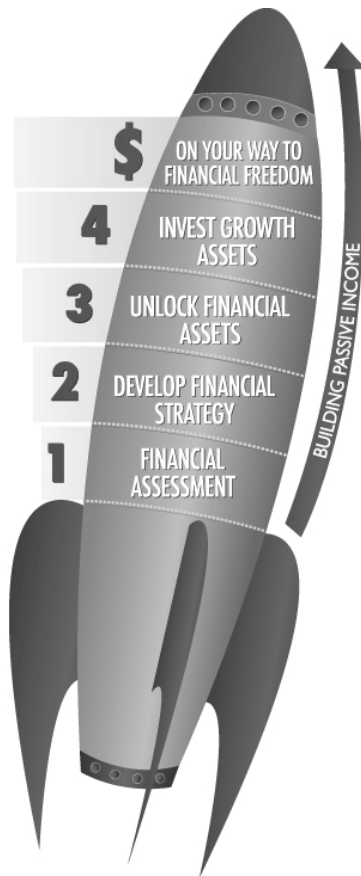 $
ON YOUR WAY TO
FINANCIAL FREEDOM
4
INVEST GROWTH
ASSETS
3
UNLOCK FINANCIAL
ASSETS
2
DEVELOP FINANCIAL
STRATEGY
1
FINANCIAL
ASSESSMENT
BUILDING PASSIVE INCOME